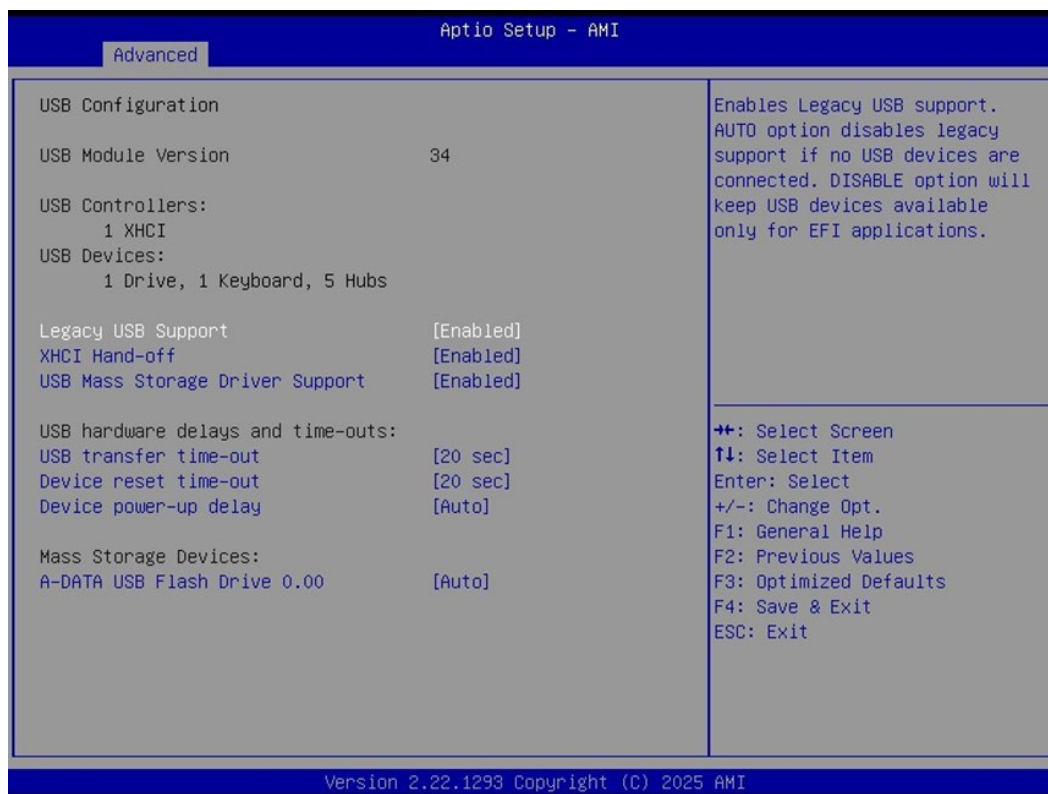 Aptio Setup - AMI
Advanced
USB Configuration
USB Module Version 34
USB Controllers:
1 XHCI
USB Devices:
1 Drive, 1 Keyboard, 5 Hubs
Legacy USB Support [Enabled]
XHCI Hand-off [Enabled]
USB Mass Storage Driver Support [Enabled]
USB hardware delays and time-outs:
USB transfer time-out [20 sec]
Device reset time-out [20 sec]
Device power-up delay [Auto]
Mass Storage Devices:
A-DATA USB Flash Drive 0.00 [Auto]
Enables Legacy USB support.
AUTO option disables legacy
support if no USB devices are
connected. DISABLE option will
keep USB devices available
only for EFI applications.
→←: Select Screen
↑↓: Select Item
Enter: Select
+/-: Change Opt.
F1: General Help
F2: Previous Values
F3: Optimized Defaults
F4: Save & Exit
ESC: Exit
Version 2.22.1293 Copyright (C) 2025 AMI